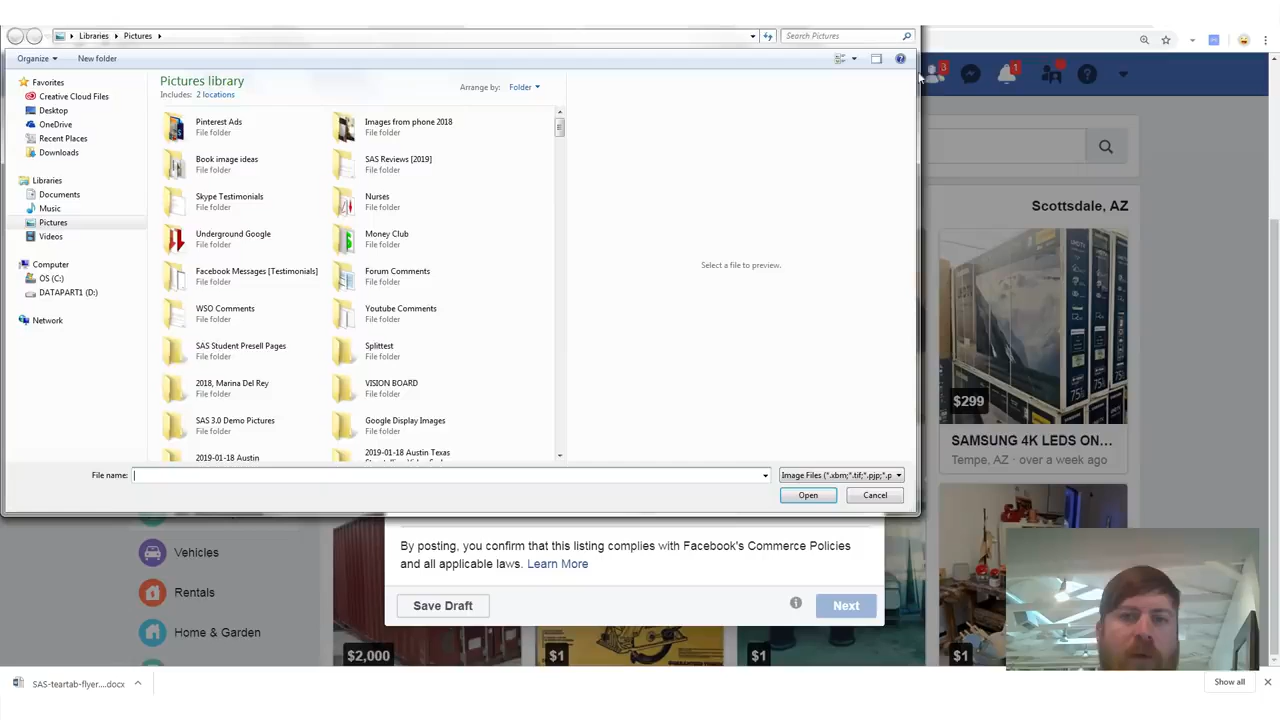 Libraries ▸ Pictures ▸
Search Pictures
Organize
New folder
3
1
Favorites
Creative Cloud Files
Desktop
OneDrive
Recent Places
Downloads
Libraries
Documents
Music
Pictures
Videos
Computer
OS (C:)
DATAPART1 (D:)
Network
Pictures library
Includes: 2 locations
Arrange by: Folder
Pinterest Ads
File folder
Images from phone 2018
File folder
Book image ideas
File folder
SAS Reviews [2019]
File folder
Skype Testimonials
File folder
Nurses
File folder
Underground Google
File folder
Money Club
File folder
Facebook Messages [Testimonials]
File folder
Forum Comments
File folder
WSO Comments
File folder
Youtube Comments
File folder
SAS Student Presell Pages
File folder
Splittest
File folder
2018, Marina Del Rey
File folder
VISION BOARD
File folder
SAS 3.0 Demo Pictures
File folder
Google Display Images
File folder
2019-01-18 Austin
2019-01-18 Austin Texas
Select a file to preview.
File name:
Image Files (*.xbm;*.tif;*.pjp;*.p
Open
Cancel
Scottsdale, AZ
$299
SAMSUNG 4K LEDS ON...
Tempe, AZ · over a week ago
Vehicles
Rentals
Home & Garden
By posting, you confirm that this listing complies with Facebook's Commerce Policies
and all applicable laws. Learn More
Save Draft
Next
$2,000
$1
$1
$1
SAS-teartab-flyer....docx
Show all